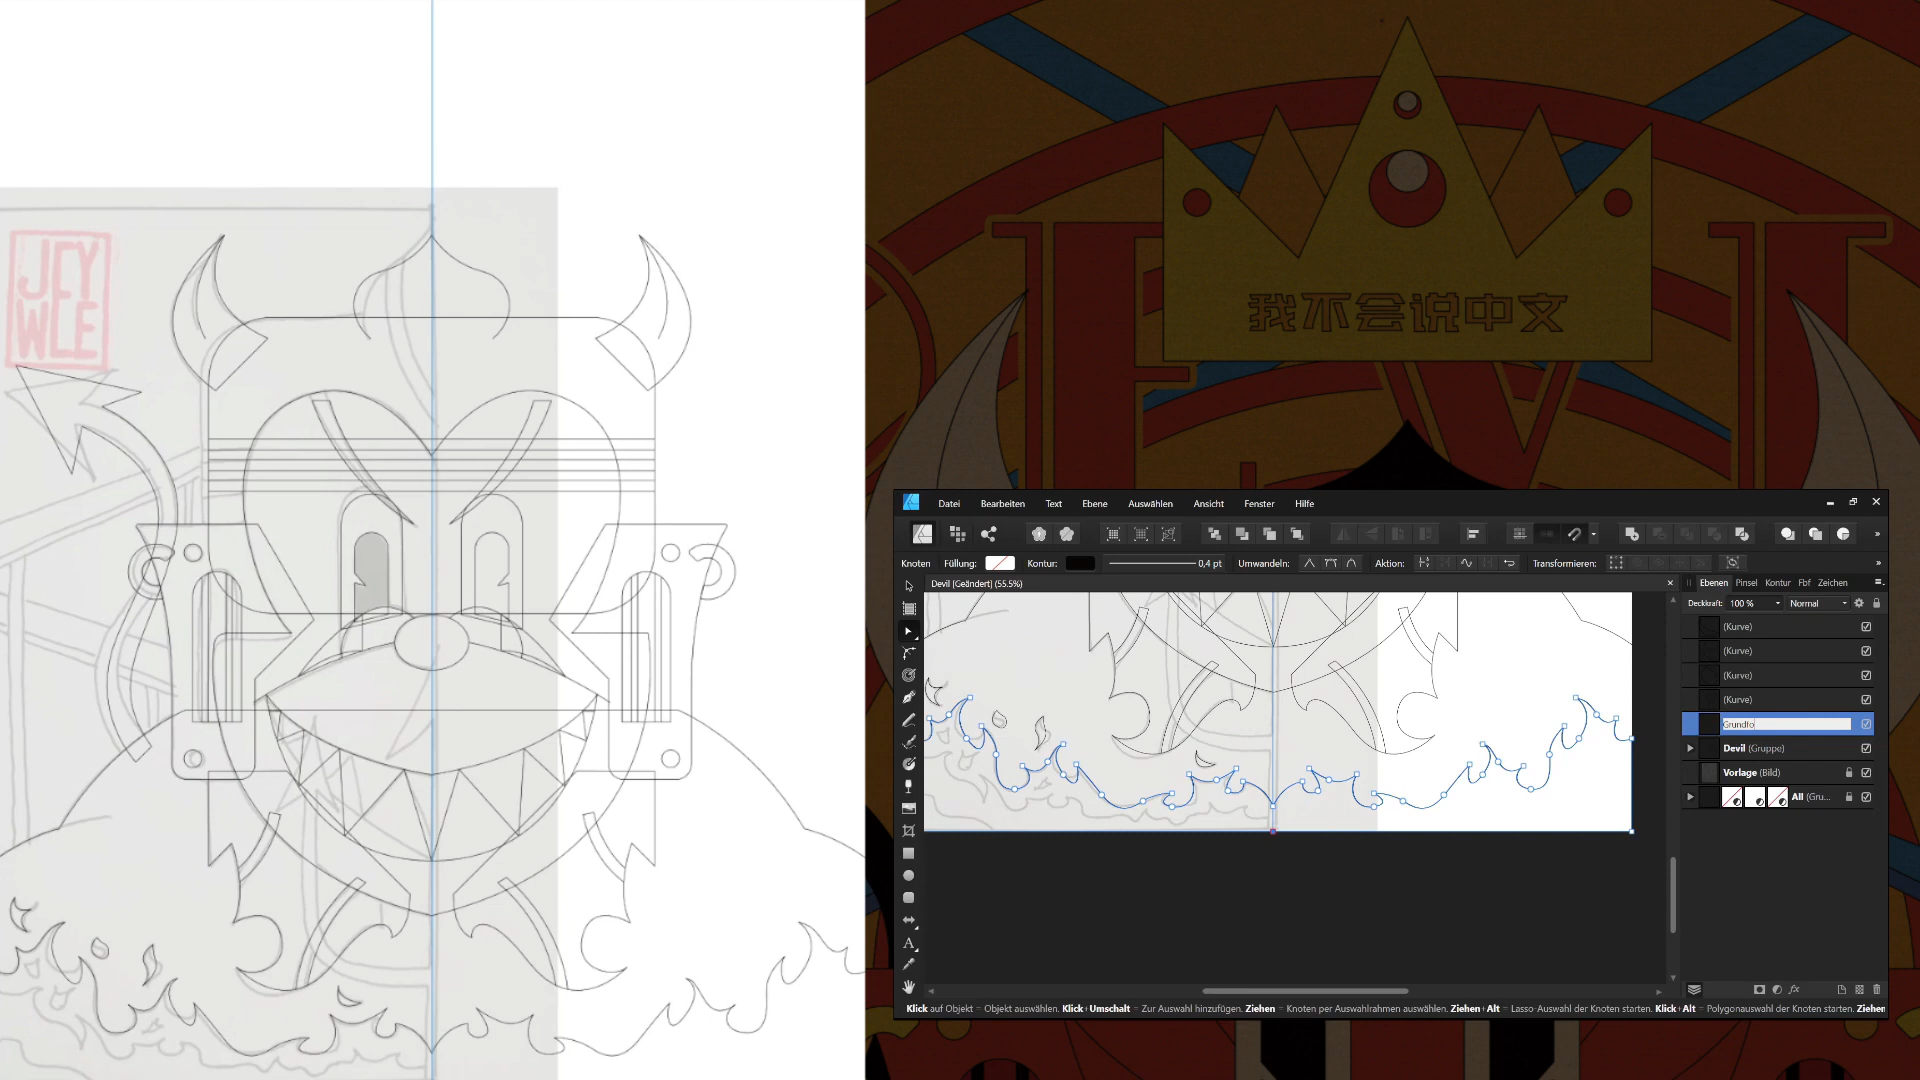 JEY
WLE
我不会说中文
Datei Bearbeiten Text Ebene Auswählen Ansicht Fenster Hilfe
Knoten Füllung: Kontur: 0,4 pt Umwandeln: Aktion: Transformieren:
Devil (Geändert) (55.5%)
Ebenen Pinsel Kontur Fbf Zeichen
Deckkraft: 100 % Normal
(Kurve)
(Kurve)
(Kurve)
(Kurve)
Grundfo
Devil (Gruppe)
Vorlage (Bild)
All (Gru...
Klick auf Objekt = Objekt auswählen. Klick+Umschalt = Zur Auswahl hinzufügen. Ziehen = Knoten per Auswahlrahmen auswählen. Ziehen+Alt = Lasso-Auswahl der Knoten starten. Klick+Alt = Polygonauswahl der Knoten starten. Ziehen